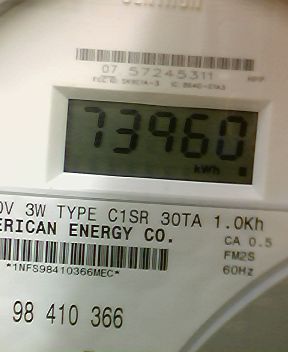 07 57245311
73960
kWh
0V 3W TYPE C1SR 30TA 1.0Kh
ERICAN ENERGY CO.
CA 0.5
FM2S
60Hz
*1NFS98410366MEC*
98 410 366